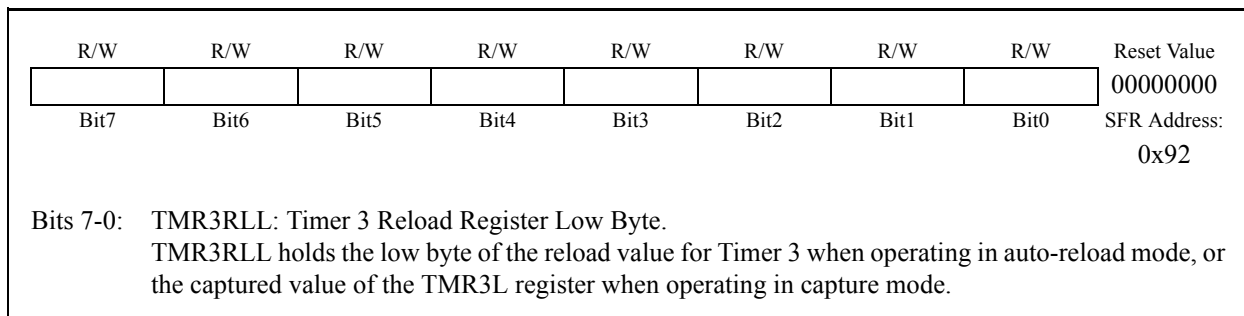 R/W R/W R/W R/W R/W R/W R/W R/W Reset Value
00000000
Bit7 Bit6 Bit5 Bit4 Bit3 Bit2 Bit1 Bit0 SFR Address:
0x92
Bits 7-0: TMR3RLL: Timer 3 Reload Register Low Byte.
TMR3RLL holds the low byte of the reload value for Timer 3 when operating in auto-reload mode, or
the captured value of the TMR3L register when operating in capture mode.